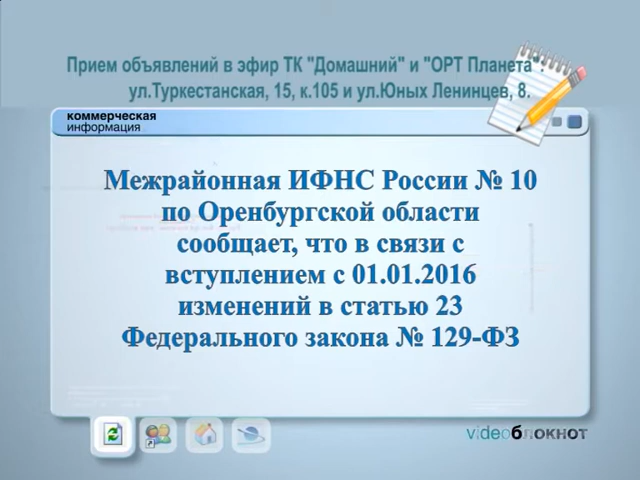 Прием объявлений в эфир ТК "Домашний" и "ОРТ Планета":
ул.Туркестанская, 15, к.105 и ул.Юных Ленинцев, 8.
коммерческая
информация
Межрайонная ИФНС России № 10
по Оренбургской области
сообщает, что в связи с
вступлением с 01.01.2016
изменений в статью 23
Федерального закона № 129-ФЗ
videoблокнот